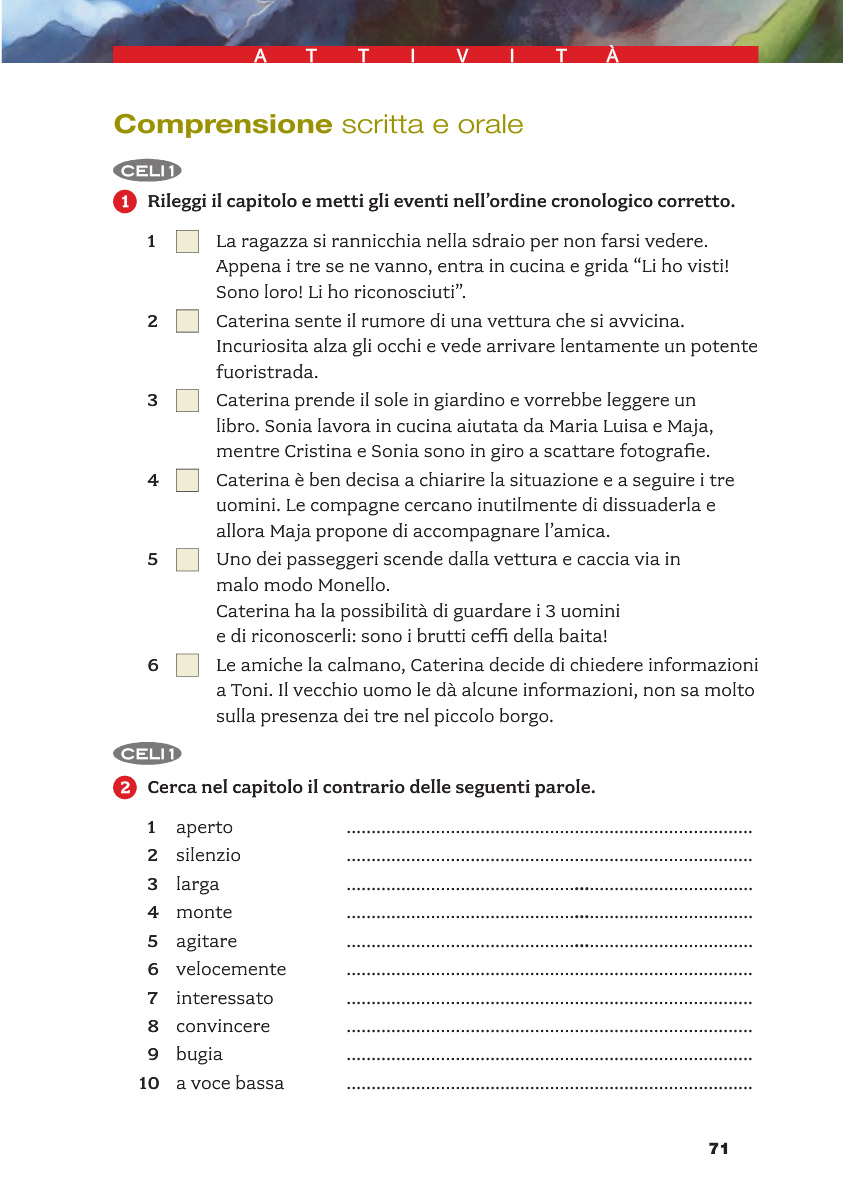 ATTIVITÀ
Comprensione scritta e orale
CELI 1
1 Rileggi il capitolo e metti gli eventi nell’ordine cronologico corretto.
1 La ragazza si rannicchia nella sdraio per non farsi vedere.
Appena i tre se ne vanno, entra in cucina e grida “Li ho visti!
Sono loro! Li ho riconosciuti”.
2 Caterina sente il rumore di una vettura che si avvicina.
Incuriosita alza gli occhi e vede arrivare lentamente un potente
fuoristrada.
3 Caterina prende il sole in giardino e vorrebbe leggere un
libro. Sonia lavora in cucina aiutata da Maria Luisa e Maja,
mentre Cristina e Sonia sono in giro a scattare fotografie.
4 Caterina è ben decisa a chiarire la situazione e a seguire i tre
uomini. Le compagne cercano inutilmente di dissuaderla e
allora Maja propone di accompagnare l’amica.
5 Uno dei passeggeri scende dalla vettura e caccia via in
malo modo Monello.
Caterina ha la possibilità di guardare i 3 uomini
e di riconoscerli: sono i brutti ceffi della baita!
6 Le amiche la calmano, Caterina decide di chiedere informazioni
a Toni. Il vecchio uomo le dà alcune informazioni, non sa molto
sulla presenza dei tre nel piccolo borgo.
CELI 1
2 Cerca nel capitolo il contrario delle seguenti parole.
1 aperto ..................................................................................
2 silenzio ..................................................................................
3 larga ..................................................................................
4 monte ..................................................................................
5 agitare ..................................................................................
6 velocemente ..................................................................................
7 interessato ..................................................................................
8 convincere ..................................................................................
9 bugia ..................................................................................
10 a voce bassa ..................................................................................
71